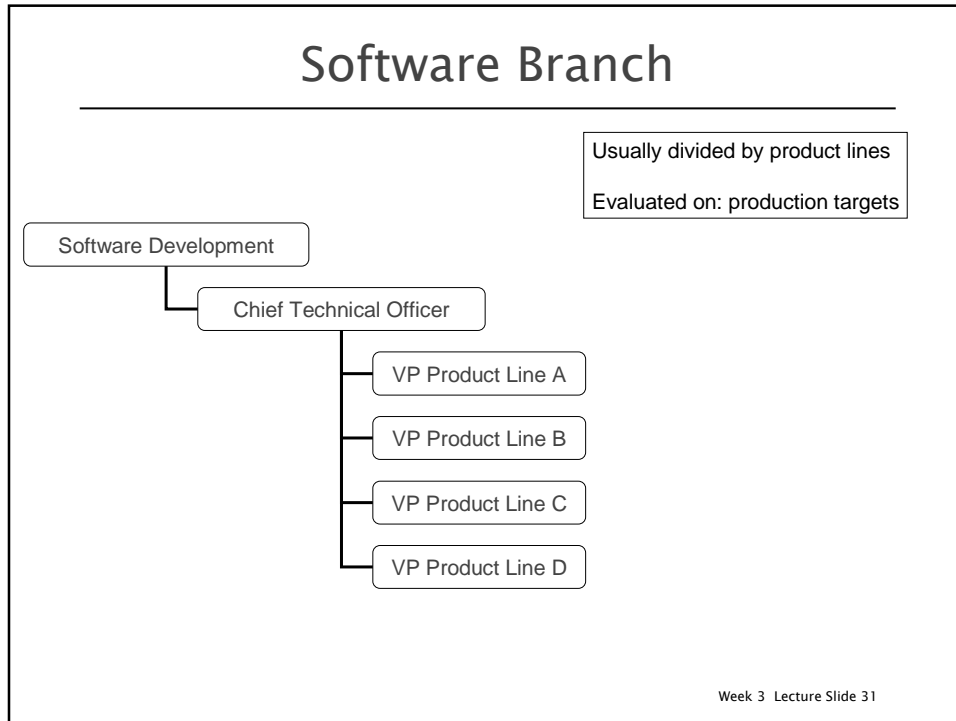 Software Branch
Usually divided by product lines
Evaluated on: production targets
Software Development
Chief Technical Officer
VP Product Line A
VP Product Line B
VP Product Line C
VP Product Line D
Week 3 Lecture Slide 31